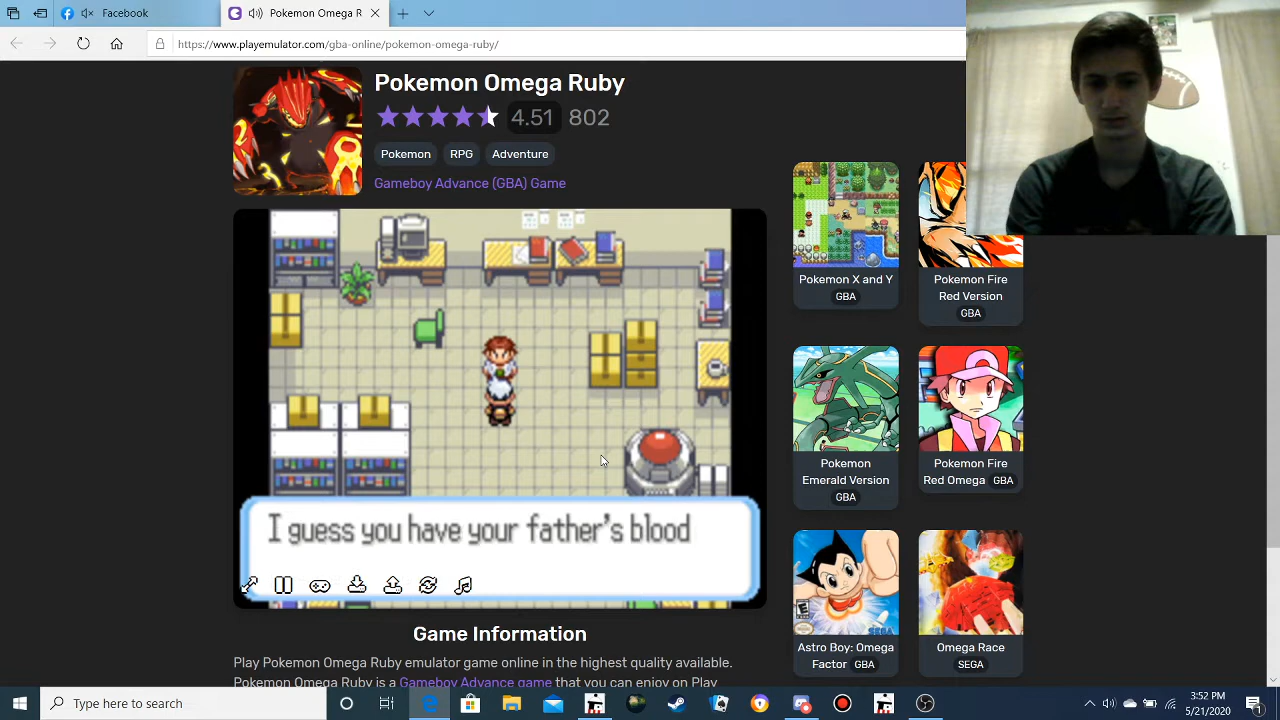 Facebook
Pokemon Omega R
https://www.playemulator.com/gba-online/pokemon-omega-ruby/
Pokemon Omega Ruby
4.51 802
Pokemon RPG Adventure
Gameboy Advance (GBA) Game
I guess you have your father's blood
Game Information
Play Pokemon Omega Ruby emulator game online in the highest quality available.
Pokemon Omega Ruby is a Gameboy Advance game that you can enjoy on Play
Pokemon X and Y
GBA
Pokemon Fire
Red Version
GBA
Pokemon
Emerald Version
GBA
Pokemon Fire
Red Omega GBA
Astro Boy: Omega
Factor GBA
SEGA
Omega Race
SEGA
Type here to search
3:52 PM
5/21/2020